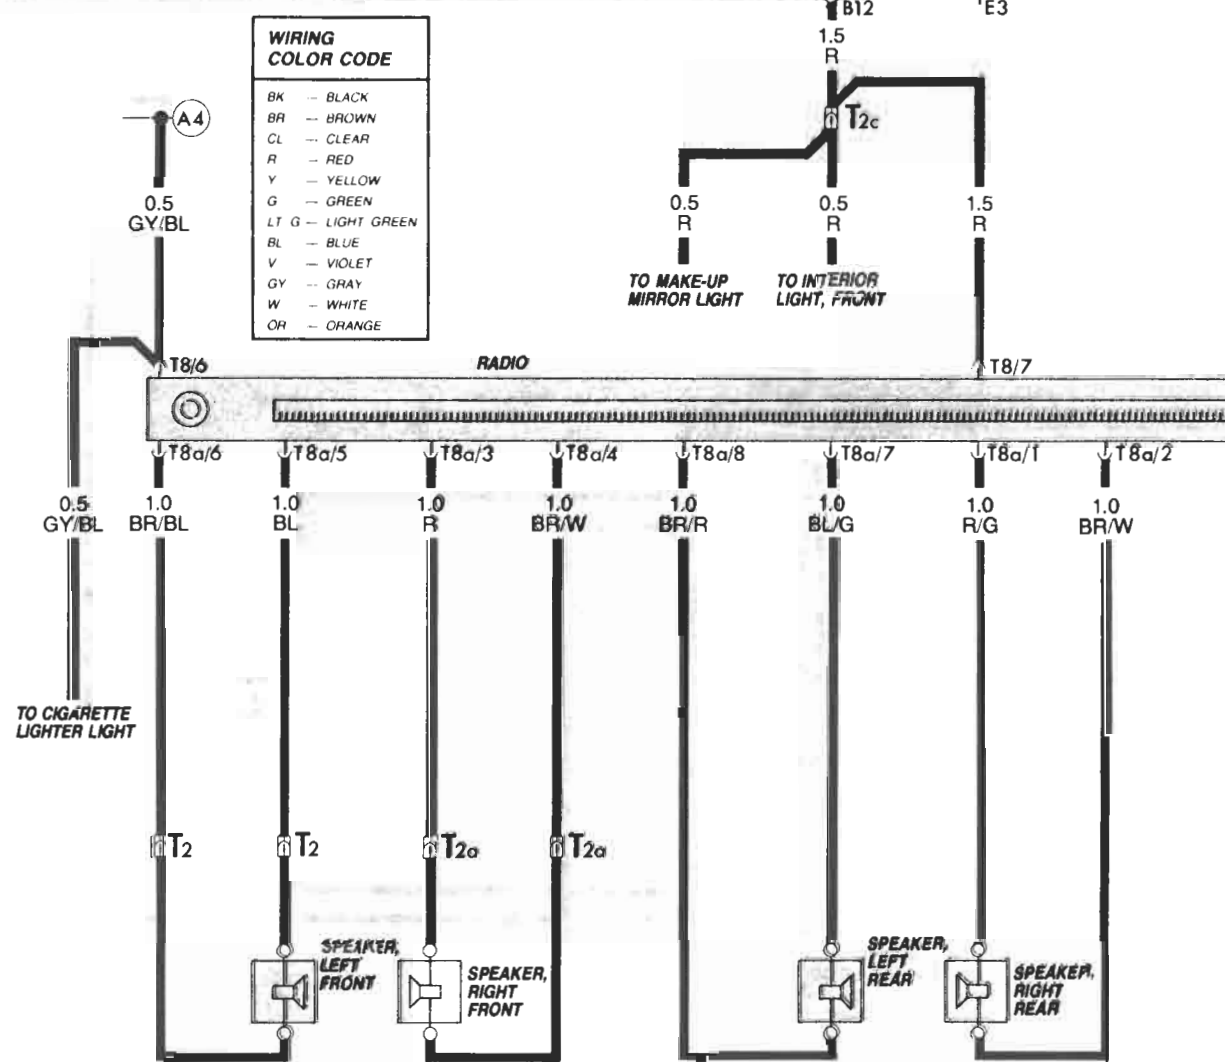 B12
'E3
WIRING
COLOR CODE
BK — BLACK
BR — BROWN
CL — CLEAR
R — RED
Y — YELLOW
G — GREEN
LT G — LIGHT GREEN
BL — BLUE
V — VIOLET
GY — GRAY
W — WHITE
OR — ORANGE
1.5
R
A4
T2c
0.5
GY/BL
0.5
R
0.5
R
1.5
R
TO MAKE-UP
MIRROR LIGHT
TO INTERIOR
LIGHT, FRONT
T8/6
RADIO
T8/7
T8a/6
T8a/5
T8a/3
T8a/4
T8a/8
T8a/7
T8a/1
T8a/2
0.5
GY/BL
1.0
BR/BL
1.0
BL
1.0
R
1.0
BR/W
1.0
BR/R
1.0
BL/G
1.0
R/G
1.0
BR/W
TO CIGARETTE
LIGHTER LIGHT
T2
T2
T2a
T2a
SPEAKER,
LEFT
FRONT
SPEAKER,
RIGHT
FRONT
SPEAKER,
LEFT
REAR
SPEAKER,
RIGHT
REAR